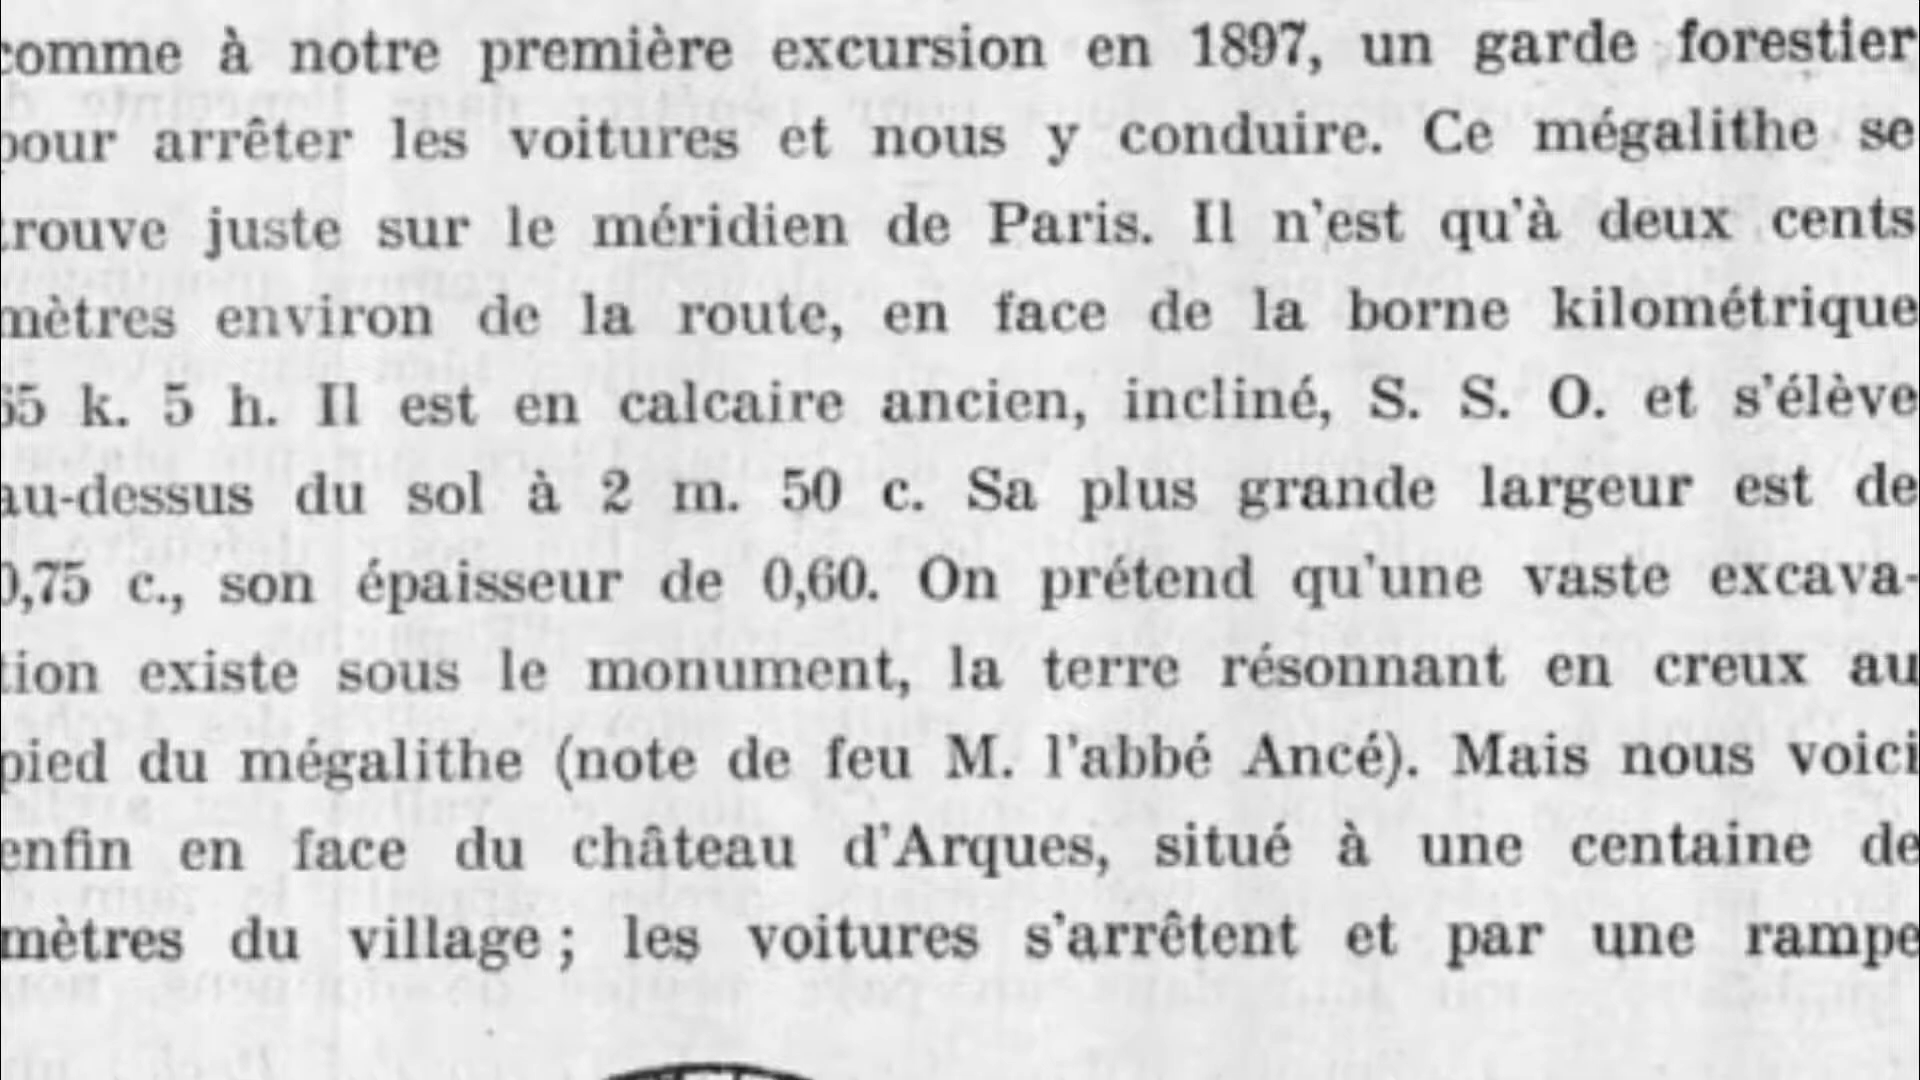 comme à notre première excursion en 1897, un garde forestier
pour arrêter les voitures et nous y conduire. Ce mégalithe se
trouve juste sur le méridien de Paris. Il n'est qu'à deux cents
mètres environ de la route, en face de la borne kilométrique
65 k. 5 h. Il est en calcaire ancien, incliné, S. S. O. et s'élève
au-dessus du sol à 2 m. 50 c. Sa plus grande largeur est de
0,75 c., son épaisseur de 0,60. On prétend qu'une vaste excava-
tion existe sous le monument, la terre résonnant en creux au
pied du mégalithe (note de feu M. l'abbé Ancé). Mais nous voici
enfin en face du château d'Arques, situé à une centaine de
mètres du village ; les voitures s'arrêtent et par une rampe